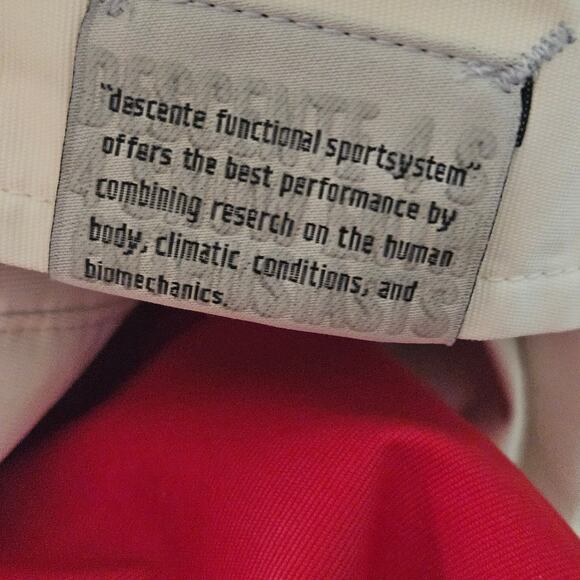 "descente functional sportsystem"
offers the best performance by
combining reserch on the human
body, climatic conditions, and
biomechanics.